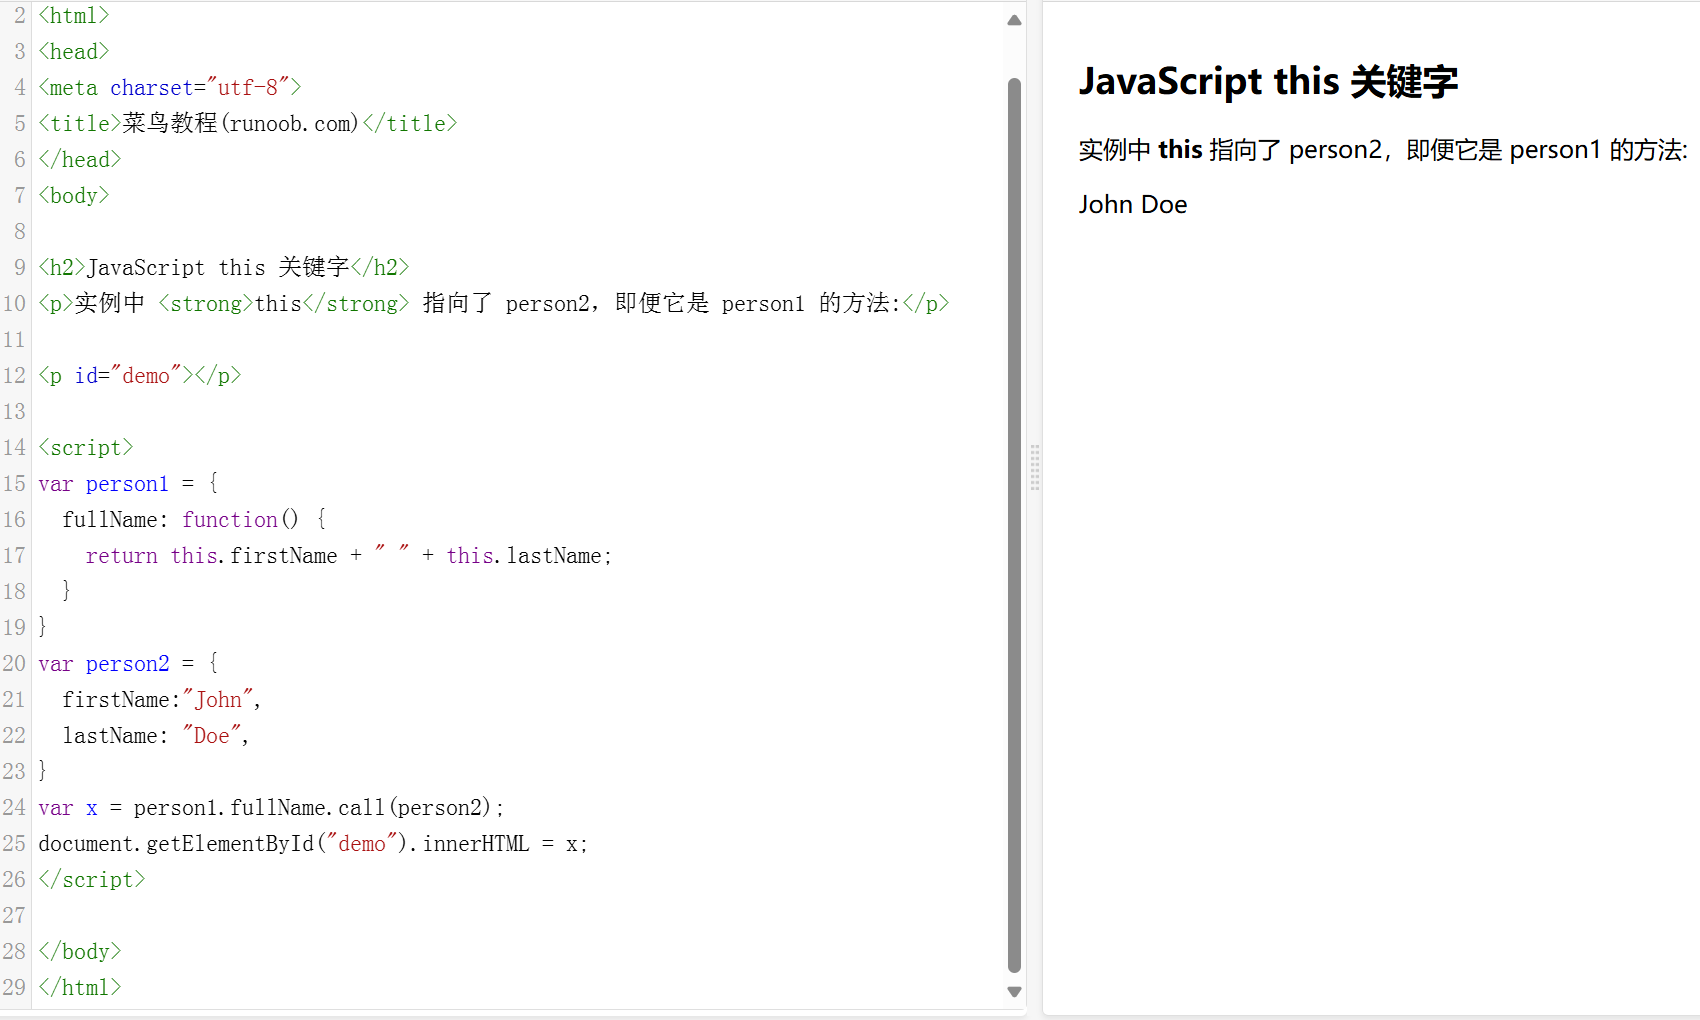 2 <html>
3 <head>
4 <meta charset="utf-8">
5 <title>菜鸟教程(runoob.com)</title>
6 </head>
7 <body>
8
9 <h2>JavaScript this 关键字</h2>
10 <p>实例中 <strong>this</strong> 指向了 person2，即便它是 person1 的方法:</p>
11
12 <p id="demo"></p>
13
14 <script>
15 var person1 = {
16   fullName: function() {
17     return this.firstName + " " + this.lastName;
18   }
19 }
20 var person2 = {
21   firstName:"John",
22   lastName: "Doe",
23 }
24 var x = person1.fullName.call(person2);
25 document.getElementById("demo").innerHTML = x;
26 </script>
27
28 </body>
29 </html>
JavaScript this 关键字
实例中 this 指向了 person2，即便它是 person1 的方法:
John Doe